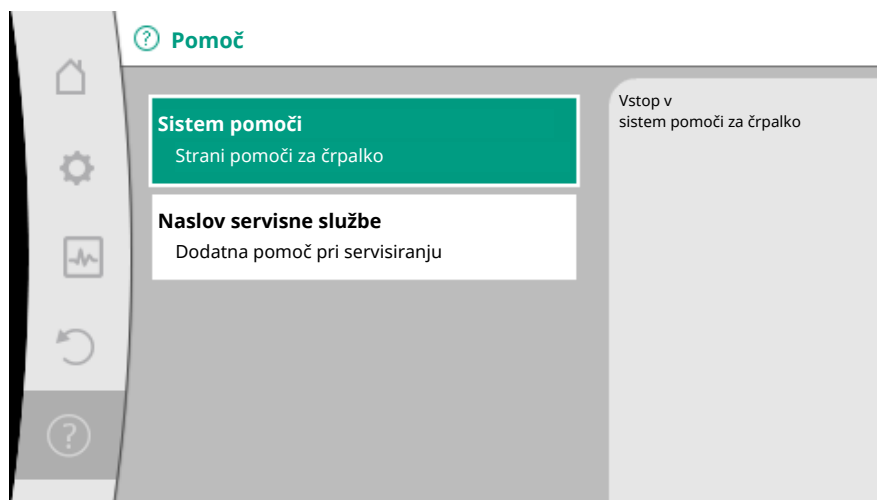 Pomoč
Sistem pomoči
Strani pomoči za črpalko
Naslov servisne službe
Dodatna pomoč pri servisiranju
Vstop v
sistem pomoči za črpalko